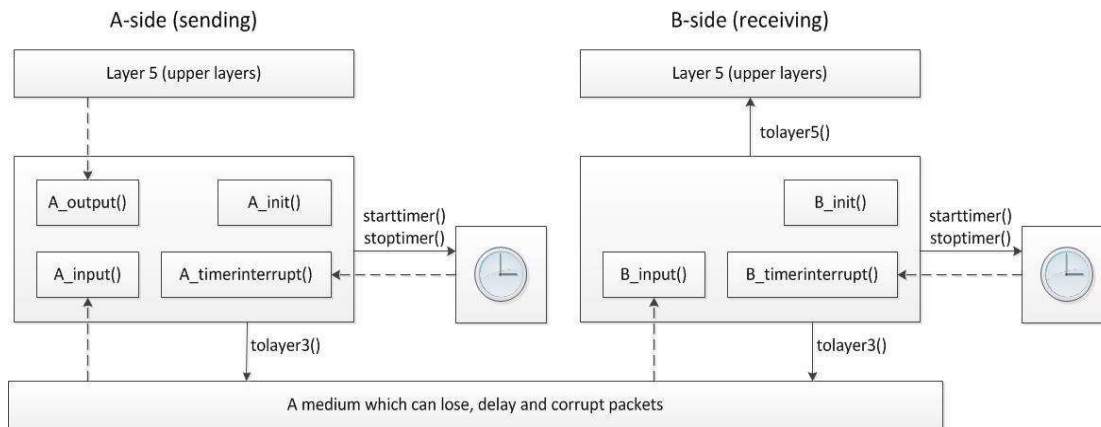 A-side (sending)
B-side (receiving)
Layer 5 (upper layers)
Layer 5 (upper layers)
tolayer5()
A_output()
A_init()
B_init()
starttimer()
stoptimer()
starttimer()
stoptimer()
A_input()
A_timerinterrupt()
B_input()
B_timerinterrupt()
tolayer3()
tolayer3()
A medium which can lose, delay and corrupt packets